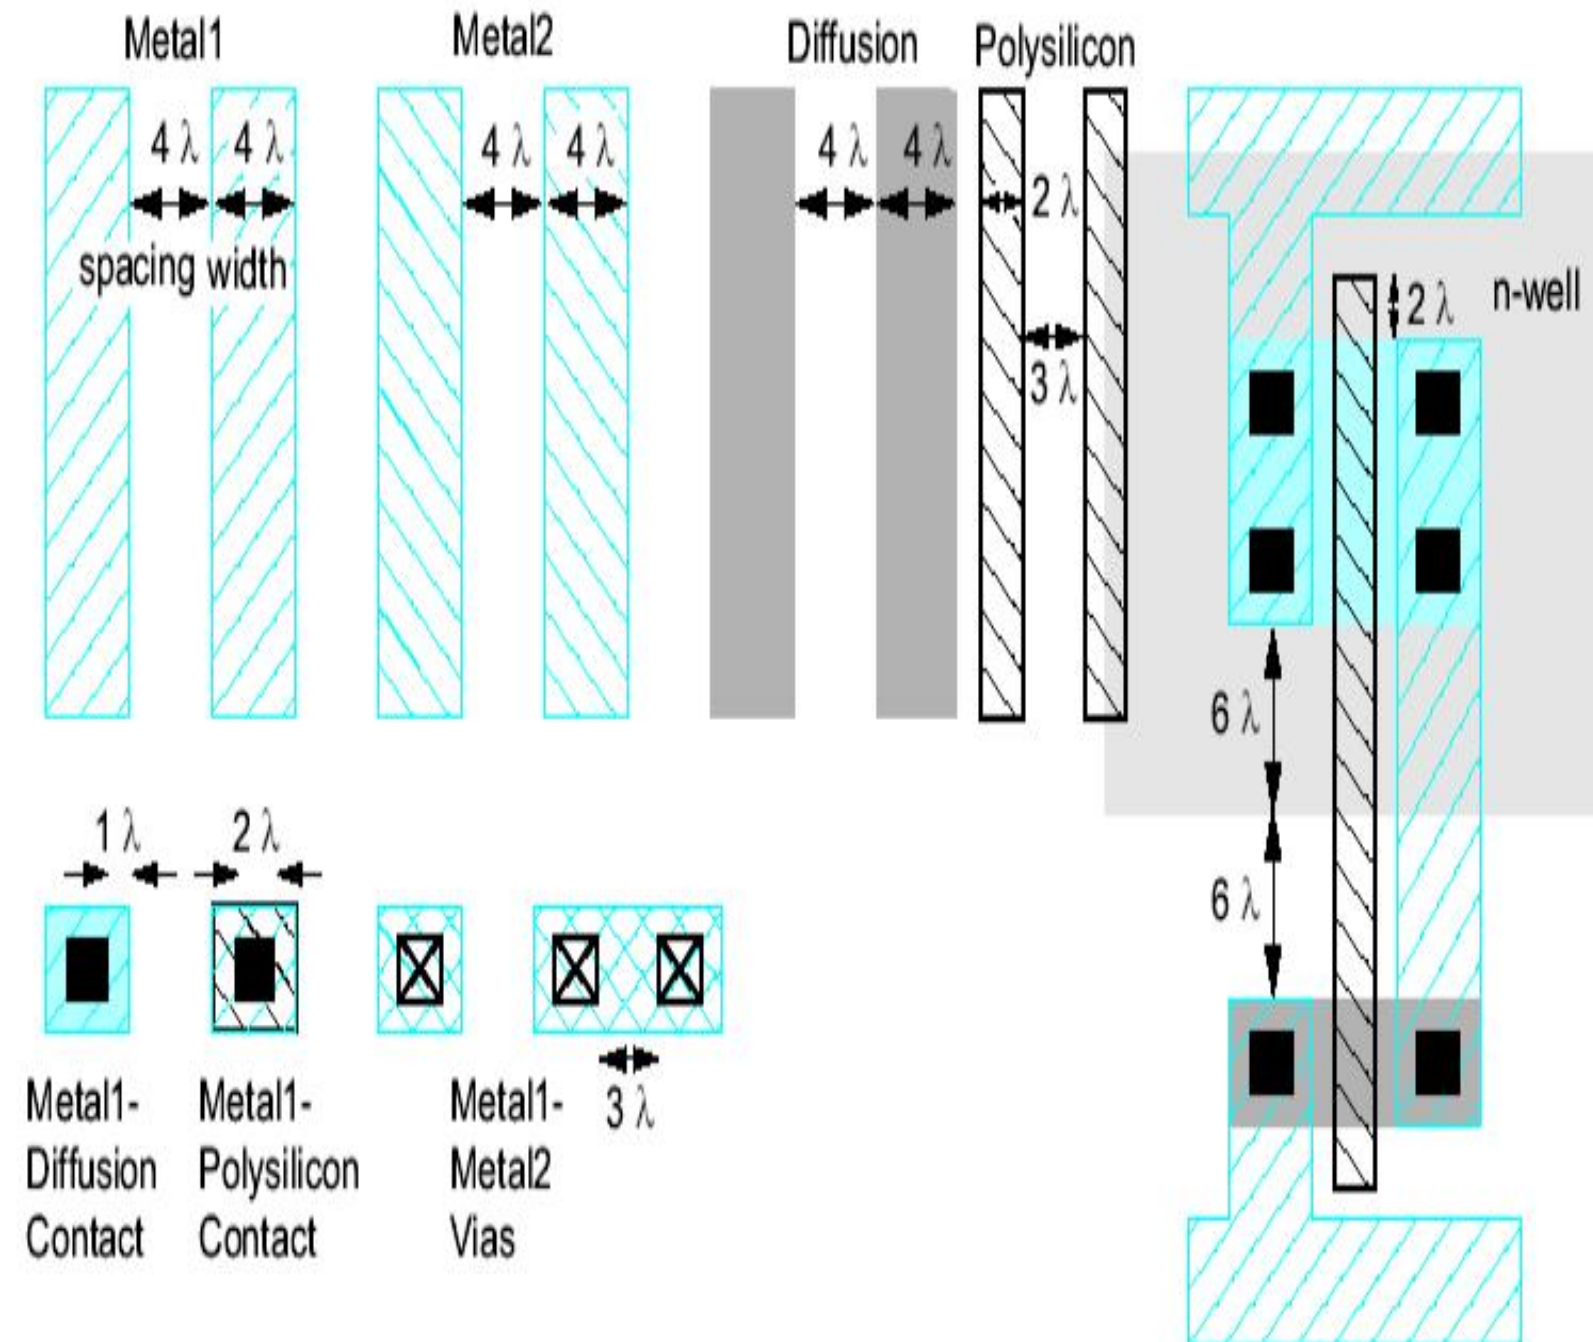 Metal1
Metal2
Diffusion
Polysilicon
4 λ 4 λ
4 λ 4 λ
4 λ 4 λ
2 λ
spacing width
3 λ
2 λ
n-well
6 λ
6 λ
1 λ
2 λ
3 λ
Metal1-
Diffusion
Contact
Metal1-
Polysilicon
Contact
Metal1-
Metal2
Vias